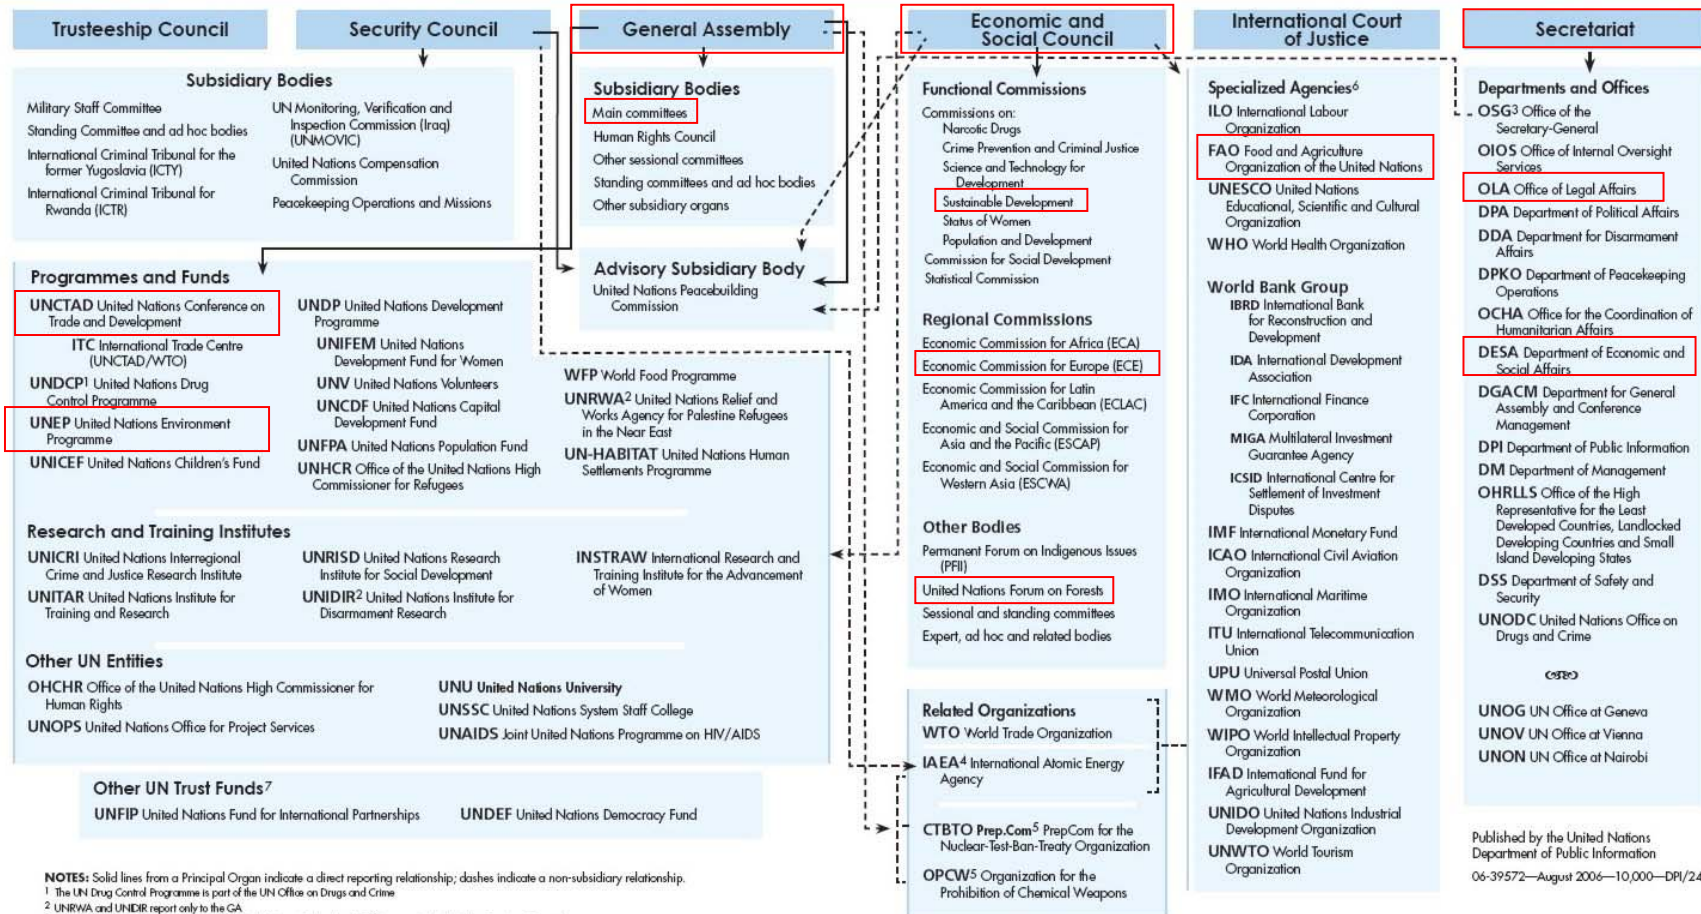 Trusteeship Council
Security Council
General Assembly
Economic and
Social Council
International Court
of Justice
Secretariat
Subsidiary Bodies
Military Staff Committee
Standing Committee and ad hoc bodies
International Criminal Tribunal for the
former Yugoslavia (ICTY)
International Criminal Tribunal for
Rwanda (ICTR)
UN Monitoring, Verification and
Inspection Commission (Iraq)
(UNMOVIC)
United Nations Compensation
Commission
Peacekeeping Operations and Missions
Subsidiary Bodies
Main committees
Human Rights Council
Other sessional committees
Standing committees and ad hoc bodies
Other subsidiary organs
Advisory Subsidiary Body
United Nations Peacebuilding
Commission
Programmes and Funds
UNCTAD United Nations Conference on
Trade and Development
ITC International Trade Centre
(UNCTAD/WTO)
UNDCP¹ United Nations Drug
Control Programme
UNEP United Nations Environment
Programme
UNICEF United Nations Children's Fund
UNDP United Nations Development
Programme
UNIFEM United Nations
Development Fund for Women
UNV United Nations Volunteers
UNCDF United Nations Capital
Development Fund
UNFPA United Nations Population Fund
UNHCR Office of the United Nations High
Commissioner for Refugees
WFP World Food Programme
UNRWA² United Nations Relief and
Works Agency for Palestine Refugees
in the Near East
UN-HABITAT United Nations Human
Settlements Programme
Research and Training Institutes
UNICRI United Nations Interregional
Crime and Justice Research Institute
UNITAR United Nations Institute for
Training and Research
UNRISD United Nations Research
Institute for Social Development
UNIDIR² United Nations Institute for
Disarmament Research
INSTRAW International Research and
Training Institute for the Advancement
of Women
Other UN Entities
OHCHR Office of the United Nations High Commissioner for
Human Rights
UNOPS United Nations Office for Project Services
UNU United Nations University
UNSSC United Nations System Staff College
UNAIDS Joint United Nations Programme on HIV/AIDS
Other UN Trust Funds⁷
UNFIP United Nations Fund for International Partnerships
UNDEF United Nations Democracy Fund
Functional Commissions
Commissions on:
Narcotic Drugs
Crime Prevention and Criminal Justice
Science and Technology for
Development
Sustainable Development
Status of Women
Population and Development
Commission for Social Development
Statistical Commission
Regional Commissions
Economic Commission for Africa (ECA)
Economic Commission for Europe (ECE)
Economic Commission for Latin
America and the Caribbean (ECLAC)
Economic and Social Commission for
Asia and the Pacific (ESCAP)
Economic and Social Commission for
Western Asia (ESCWA)
Other Bodies
Permanent Forum on Indigenous Issues
(PFII)
United Nations Forum on Forests
Sessional and standing committees
Expert, ad hoc and related bodies
Related Organizations
WTO World Trade Organization
IAEA⁴ International Atomic Energy
Agency
CTBTO Prep.Com⁵ PrepCom for the
Nuclear-Test-Ban-Treaty Organization
OPCW⁵ Organization for the
Prohibition of Chemical Weapons
Specialized Agencies⁶
ILO International Labour
Organization
FAO Food and Agriculture
Organization of the United Nations
UNESCO United Nations
Educational, Scientific and Cultural
Organization
WHO World Health Organization
World Bank Group
IBRD International Bank
for Reconstruction and
Development
IDA International Development
Association
IFC International Finance
Corporation
MIGA Multilateral Investment
Guarantee Agency
ICSID International Centre for
Settlement of Investment
Disputes
IMF International Monetary Fund
ICAO International Civil Aviation
Organization
IMO International Maritime
Organization
ITU International Telecommunication
Union
UPU Universal Postal Union
WMO World Meteorological
Organization
WIPO World Intellectual Property
Organization
IFAD International Fund for
Agricultural Development
UNIDO United Nations Industrial
Development Organization
UNWTO World Tourism
Organization
Departments and Offices
OSG³ Office of the
Secretary-General
OIOS Office of Internal Oversight
Services
OLA Office of Legal Affairs
DPA Department of Political Affairs
DDA Department for Disarmament
Affairs
DPKO Department of Peacekeeping
Operations
OCHA Office for the Coordination of
Humanitarian Affairs
DESA Department of Economic and
Social Affairs
DGACM Department for General
Assembly and Conference
Management
DPI Department of Public Information
DM Department of Management
OHRLLS Office of the High
Representative for the Least
Developed Countries, Landlocked
Developing Countries and Small
Island Developing States
DSS Department of Safety and
Security
UNODC United Nations Office on
Drugs and Crime
UNOG UN Office at Geneva
UNOV UN Office at Vienna
UNON UN Office at Nairobi
Published by the United Nations
Department of Public Information
06-39572—August 2006—10,000—DPI/24
NOTES: Solid lines from a Principal Organ indicate a direct reporting relationship; dashes indicate a non-subsidiary relationship.
¹ The UN Drug Control Programme is part of the UN Office on Drugs and Crime
² UNRWA and UNIDIR report only to the GA